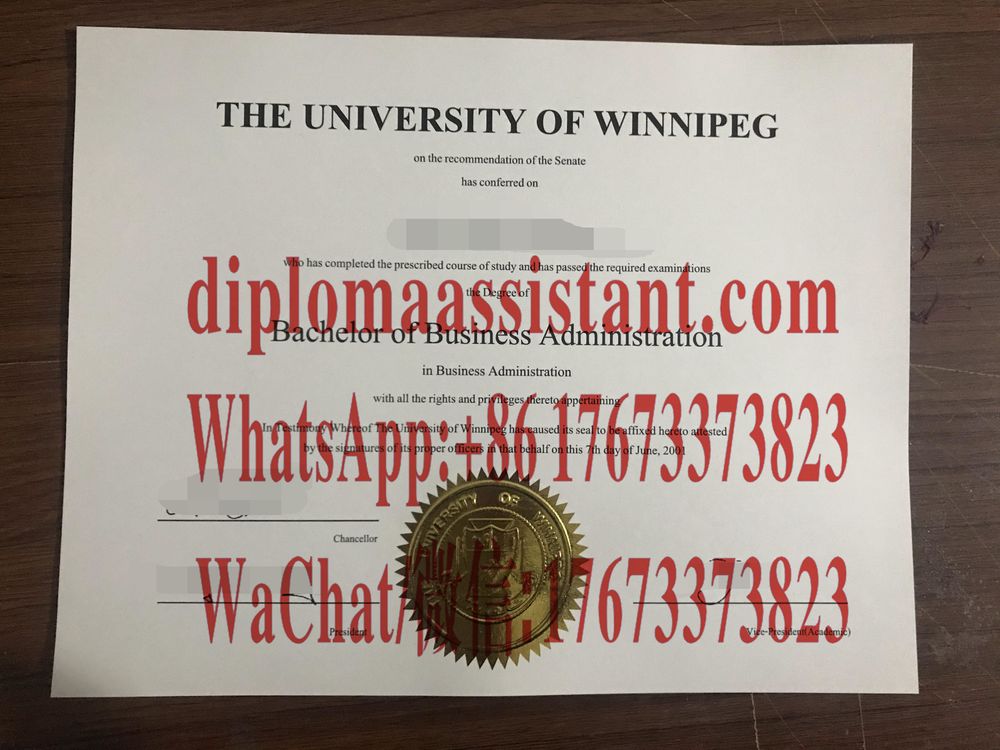 THE UNIVERSITY OF WINNIPEG
on the recommendation of the Senate
has conferred on
who has completed the prescribed course of study and has passed the required examinations
diplomaassistant.com
the Degree of
Bachelor of Business Administration
in Business Administration
with all the rights and privileges thereto appertaining
WhatsApp:+86 17673373823
In Testimony Whereof The University of Winnipeg has caused its seal to be affixed hereto attested
by the signatures of its proper officers in that behalf on this 7th day of June, 2001
UNIVERSITY OF
Chancellor
WaChat/微信:17673373823
President
Vice-President(Academic)